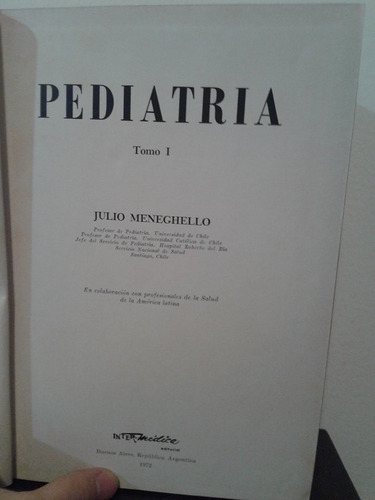 PEDIATRIA
Tomo I
JULIO MENEGHELLO
Profesor de Pediatría, Universidad de Chile
Profesor de Pediatría, Universidad Católica de Chile
Jefe del Servicio de Pediatría, Hospital Roberto del Río
Servicio Nacional de Salud
Santiago, Chile
En colaboración con profesionales de la Salud
de la América latina
INTER-Médica
EDITORIAL
Buenos Aires, República Argentina
1972